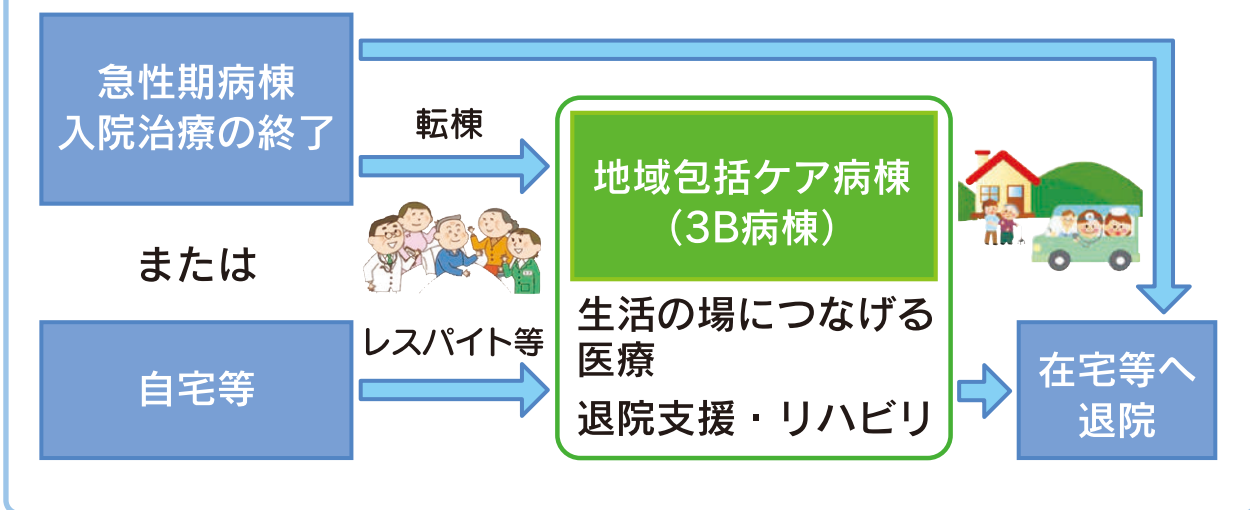 急性期病棟
入院治療の終了
または
自宅等
転棟
レスパイト等
地域包括ケア病棟
（3B病棟）
生活の場につなげる
医療
退院支援・リハビリ
在宅等へ
退院